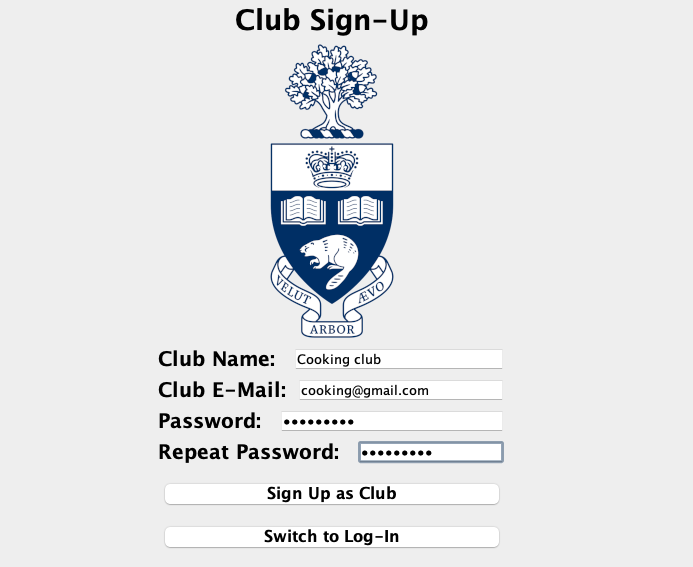 Club Sign-Up
VELUT
ÆVO
ARBOR
Club Name: Cooking club
Club E-Mail: cooking@gmail.com
Password: •••••••••
Repeat Password: •••••••••
Sign Up as Club
Switch to Log-In